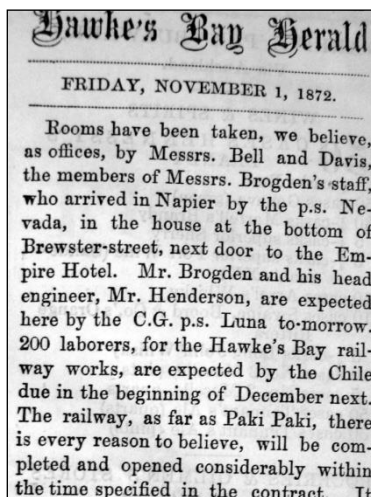 Hawke's Bay Herald
FRIDAY, NOVEMBER 1, 1872.
Rooms have been taken, we believe,
as offices, by Messrs. Bell and Davis,
the members of Messrs. Brogden's staff,
who arrived in Napier by the p.s. Ne-
vada, in the house at the bottom of
Brewster-street, next door to the Em-
pire Hotel. Mr. Brogden and his head
engineer, Mr. Henderson, are expected
here by the C.G. p.s. Luna to-morrow.
200 laborers, for the Hawke's Bay rail-
way works, are expected by the Chile
due in the beginning of December next.
The railway, as far as Paki Paki, there
is every reason to believe, will be com-
pleted and opened considerably within
the time specified in the contract. It